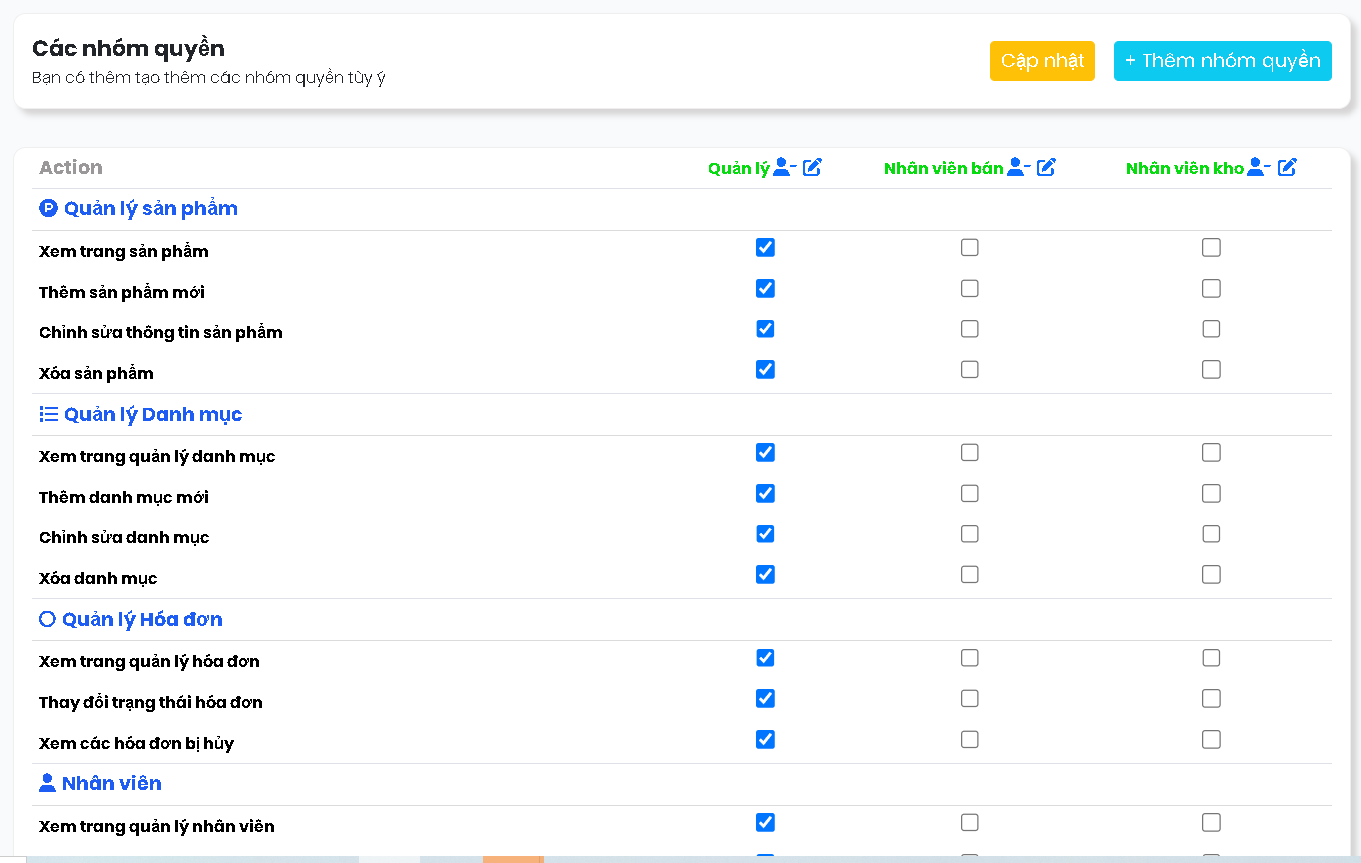 Các nhóm quyền
Bạn có thêm tạo thêm các nhóm quyền tùy ý
Cập nhật
+ Thêm nhóm quyền
Action Quản lý Nhân viên bán Nhân viên kho
Quản lý sản phẩm
Xem trang sản phẩm
Thêm sản phẩm mới
Chỉnh sửa thông tin sản phẩm
Xóa sản phẩm
Quản lý Danh mục
Xem trang quản lý danh mục
Thêm danh mục mới
Chỉnh sửa danh mục
Xóa danh mục
Quản lý Hóa đơn
Xem trang quản lý hóa đơn
Thay đổi trạng thái hóa đơn
Xem các hóa đơn bị hủy
Nhân viên
Xem trang quản lý nhân viên